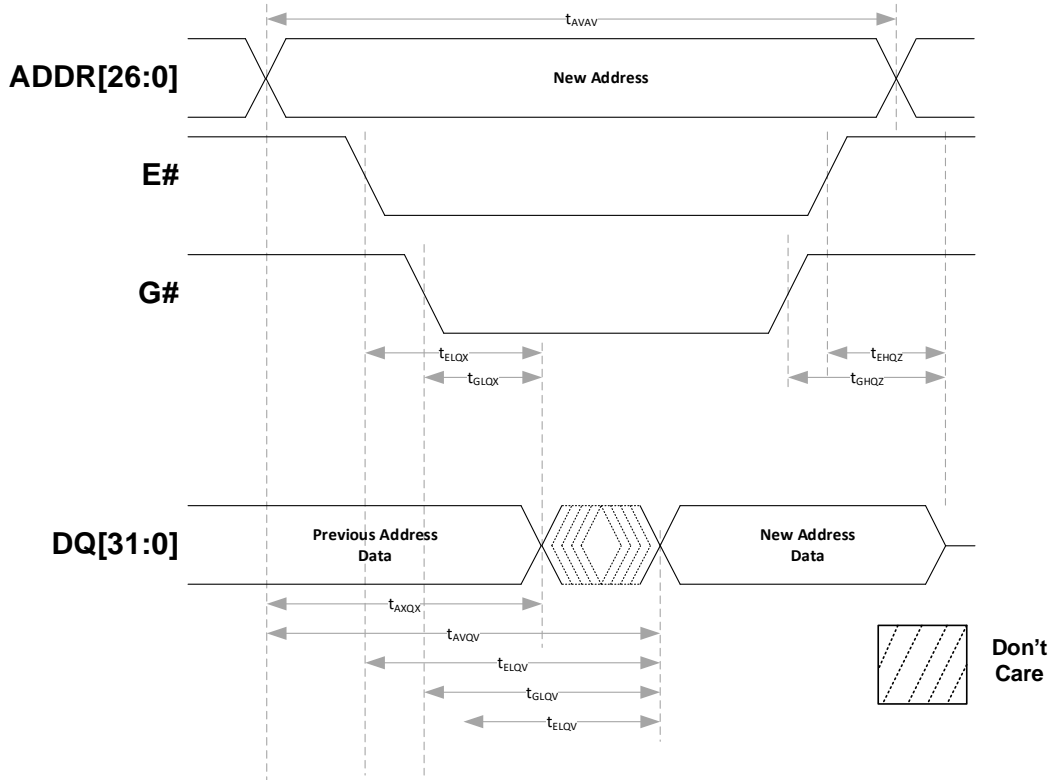 tAVAV
ADDR[26:0]
New Address
E#
G#
tELQX
tEHQZ
tGLQX
tGHQZ
DQ[31:0]
Previous Address
Data
New Address
Data
tAXQX
tAVQV
tELQV
tGLQV
tELQV
Don't
Care